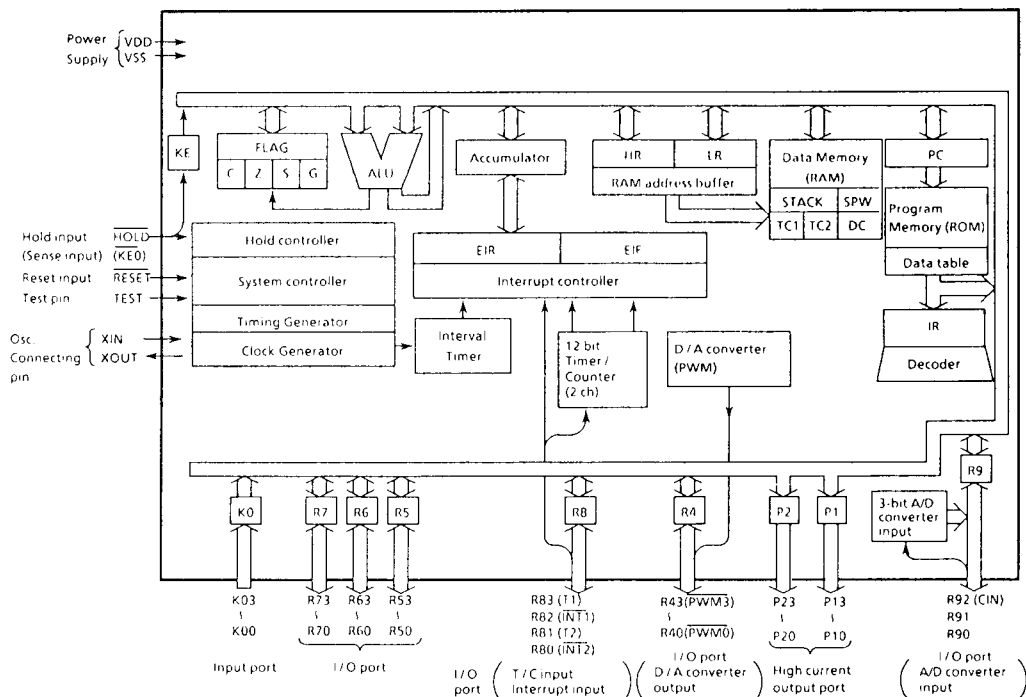 Power
Supply
VDD
VSS
KE
FLAG
C Z S G
ALU
Accumulator
HR LR
RAM address buffer
Data Memory
(RAM)
STACK SPW
TC1 TC2 DC
PC
Program
Memory (ROM)
Data table
IR
Decoder
Hold input HOLD
(Sense input) (KE0)
Reset input RESET
Test pin TEST
Osc.
Connecting
pin
XIN
XOUT
Hold controller
System controller
Timing Generator
Clock Generator
EIR EIF
Interrupt controller
Interval
Timer
12 bit
Timer /
Counter
(2 ch)
D / A converter
(PWM)
R9
3-bit A/D
converter
input
K0 R7 R6 R5 R8 R4 P2 P1
K03
~
K00
Input port
R73
~
R70
R63
~
R60
R53
~
R50
I / O port
R83 (T1)
R82 (INT1)
R81 (T2)
R80 (INT2)
I / O
port
( T / C input
Interrupt input )
R43 (PWM3)
~
R40 (PWM0)
I / O port
( D / A converter
output )
P23
~
P20
P13
~
P10
High current
output port
R92 (CIN)
R91
R90
I / O port
( A/D converter
input )